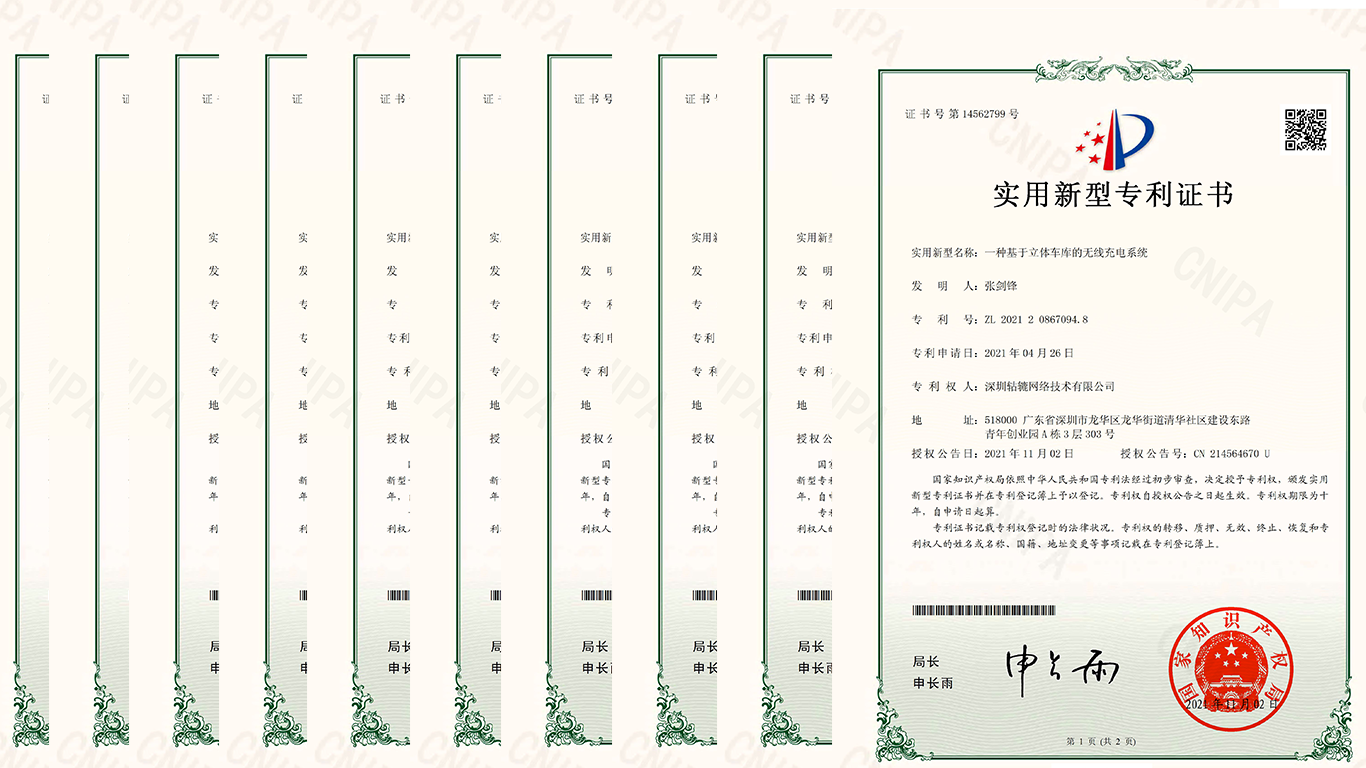 证书号第14562799号
实用新型专利证书
实用新型名称：一种基于立体车库的无线充电系统
发明人：张剑锋
专利号：ZL 2021 2 0867094.8
专利申请日：2021年04月26日
专利权人：深圳钻镀网络技术有限公司
地址：518000 广东省深圳市龙华区龙华街道清华社区建设东路
青年创业园A栋3层303号
授权公告日：2021年11月02日 授权公告号：CN 214564670 U
国家知识产权局依照中华人民共和国专利法经过初步审查，决定授予专利权，颁发实用
新型专利证书并在专利登记簿上予以登记。专利权自授权公告之日起生效。专利权期限为十
年，自申请日起算。
专利证书记载专利权登记时的法律状况。专利权的转移、质押、无效、终止、恢复和专
利权人的姓名或名称、国籍、地址变更等事项记载在专利登记簿上。
局长
申长雨
申长雨
国家知识产权局
2021年11月02日
第 1 页 (共 2 页)
CNIPA